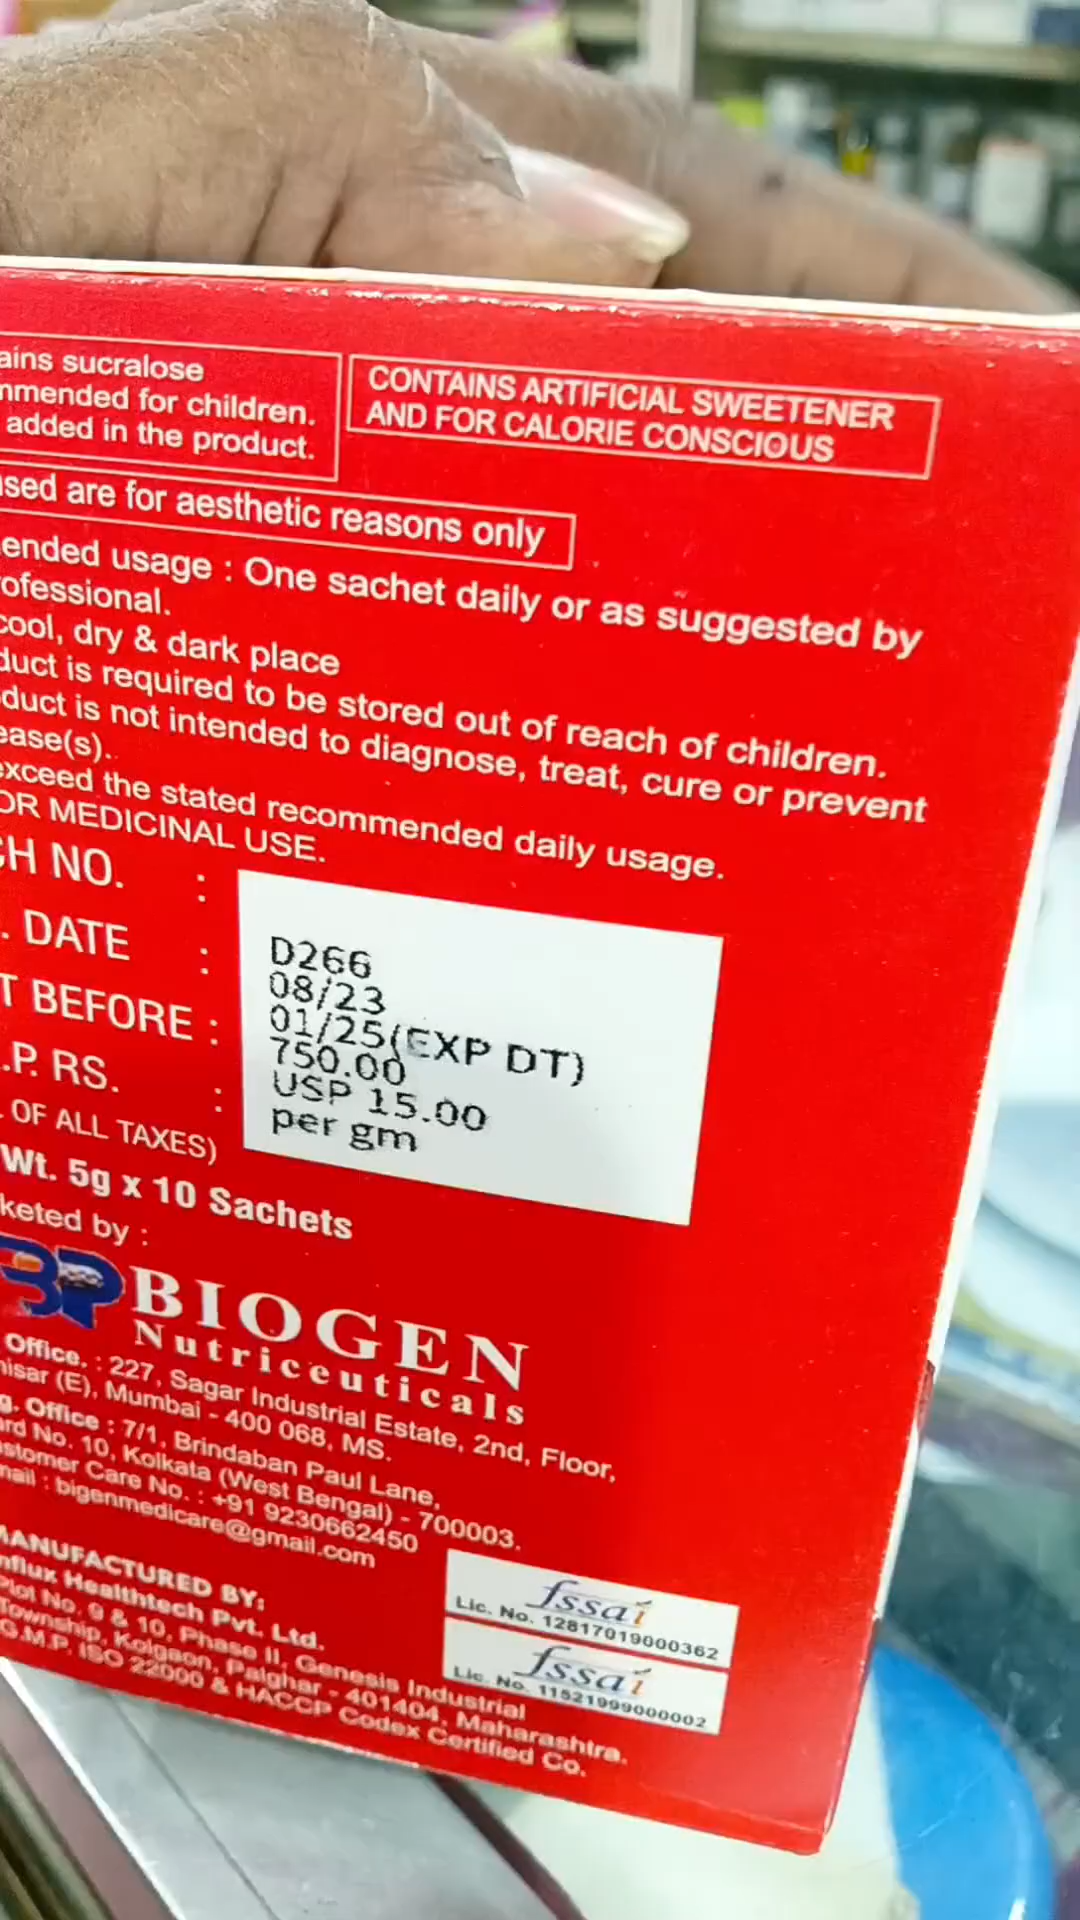 ains sucralose
mmended for children.
added in the product.
CONTAINS ARTIFICIAL SWEETENER
AND FOR CALORIE CONSCIOUS
used are for aesthetic reasons only
ended usage : One sachet daily or as suggested by
ofessional.
cool, dry & dark place
duct is required to be stored out of reach of children.
duct is not intended to diagnose, treat, cure or prevent
ease(s).
exceed the stated recommended daily usage.
OR MEDICINAL USE.
CH NO. :
. DATE :
T BEFORE :
.P. RS. :
. OF ALL TAXES)
D266
08/23
01/25(EXP DT)
750.00
USP 15.00
per gm
Wt. 5g x 10 Sachets
keted by :
BP BIOGEN
Nutriceuticals
Office. : 227, Sagar Industrial Estate, 2nd, Floor,
hisar (E), Mumbai - 400 068, MS.
g. Office : 7/1, Brindaban Paul Lane,
ard No. 10, Kolkata (West Bengal) - 700003.
ustomer Care No. : +91 9230662450
mail : bigenmedicare@gmail.com
MANUFACTURED BY:
nflux Healthtech Pvt. Ltd.
Plot No. 9 & 10, Phase II, Genesis Industrial
Township, Kolgaon, Palghar - 401404, Maharashtra.
G.M.P. ISO 22000 & HACCP Codex Certified Co.
fssai
Lic. No. 12817019000362
fssai
Lic. No. 11521999000002